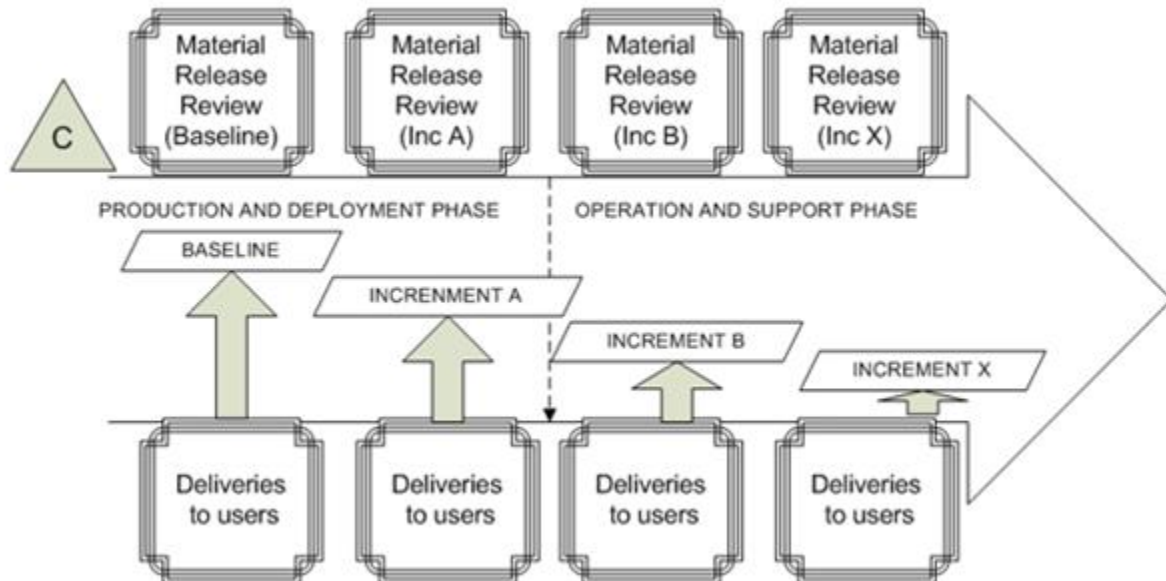 Material
Release
Review
(Baseline)
Material
Release
Review
(Inc A)
Material
Release
Review
(Inc B)
Material
Release
Review
(Inc X)
C
PRODUCTION AND DEPLOYMENT PHASE
OPERATION AND SUPPORT PHASE
BASELINE
INCRENMENT A
INCREMENT B
INCREMENT X
Deliveries
to users
Deliveries
to users
Deliveries
to users
Deliveries
to users